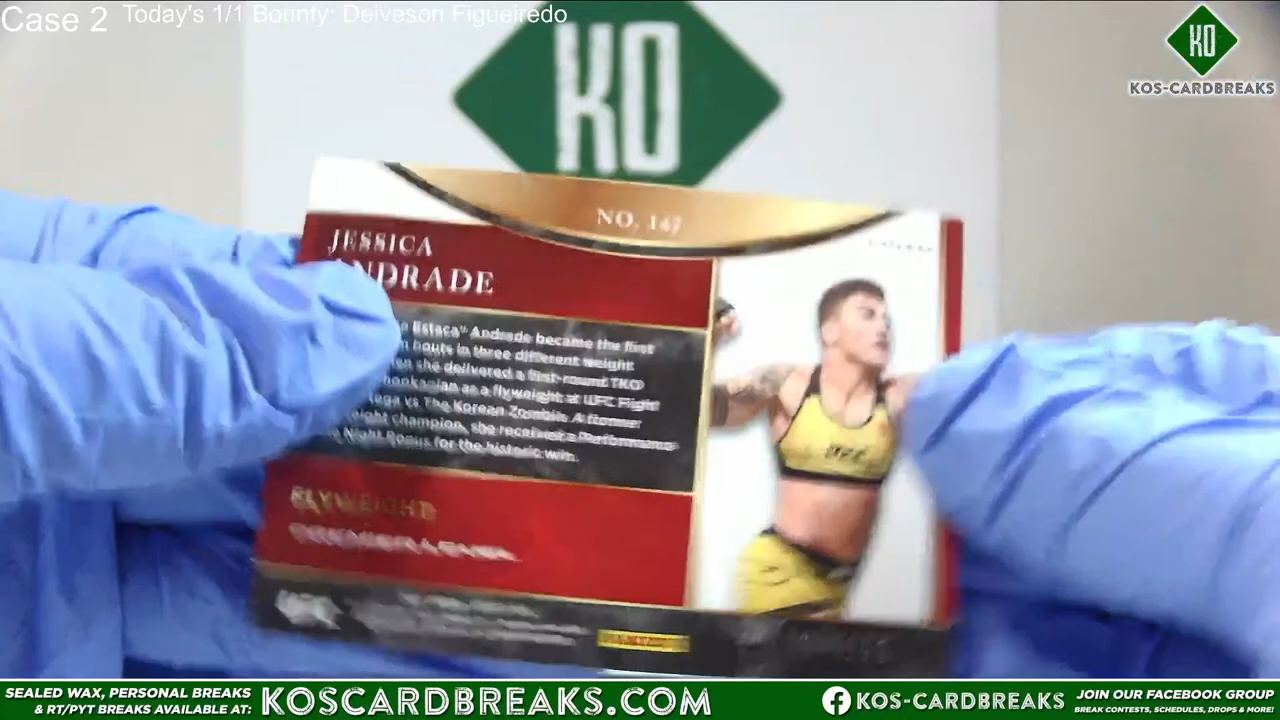 Case 2 Today's 1/1 Bounty: Deiveson Figueiredo
KO
KO
KOS-CARDBREAKS
NO. 147
JESSICA
ANDRADE
Estaca" Andrade became the first
bouts in three different weight
she delivered a first-round TKO
as a flyweight at UFC Fight
vs The Korean Zombie. A former
champion, she received a Performance
Night Bonus for the historic win.
FLYWEIGHT
UFC
SEALED WAX, PERSONAL BREAKS
& RT/PYT BREAKS AVAILABLE AT:
KOSCARDBREAKS.COM
KOS-CARDBREAKS
JOIN OUR FACEBOOK GROUP
BREAK CONTESTS, SCHEDULES, DROPS & MORE!